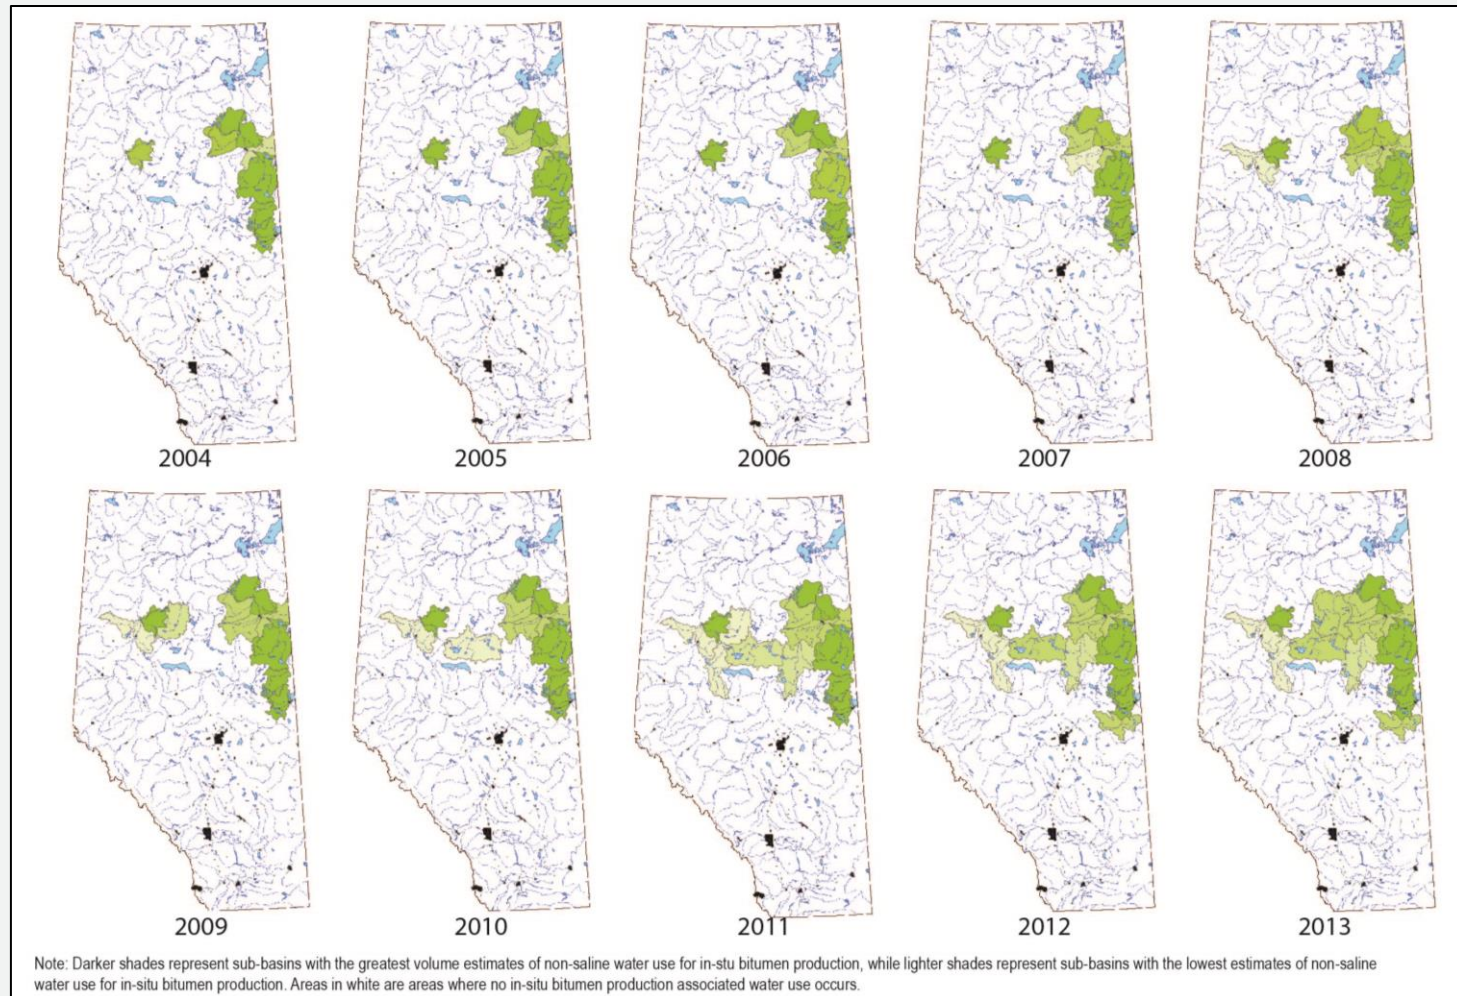 2004 2005 2006 2007 2008
2009 2010 2011 2012 2013
Note: Darker shades represent sub-basins with the greatest volume estimates of non-saline water use for in-stu bitumen production, while lighter shades represent sub-basins with the lowest estimates of non-saline
water use for in-situ bitumen production. Areas in white are areas where no in-situ bitumen production associated water use occurs.